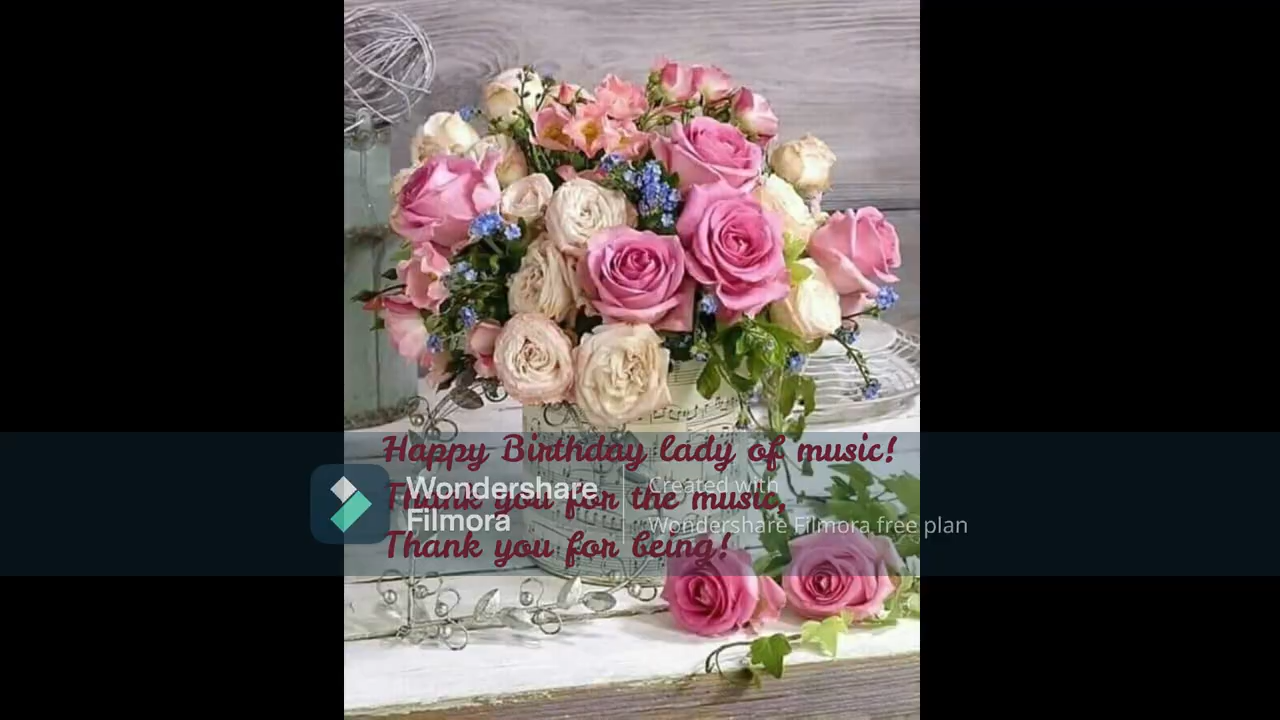 Happy Birthday lady of music!
Thank you for the music,
Thank you for being!
Wondershare
Filmora
Created with
Wondershare Filmora free plan